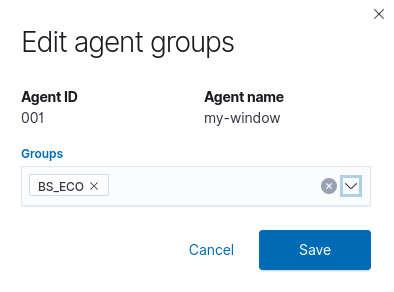 Edit agent groups
Agent ID
Agent name
001
my-window
Groups
BS_ECO
Cancel
Save